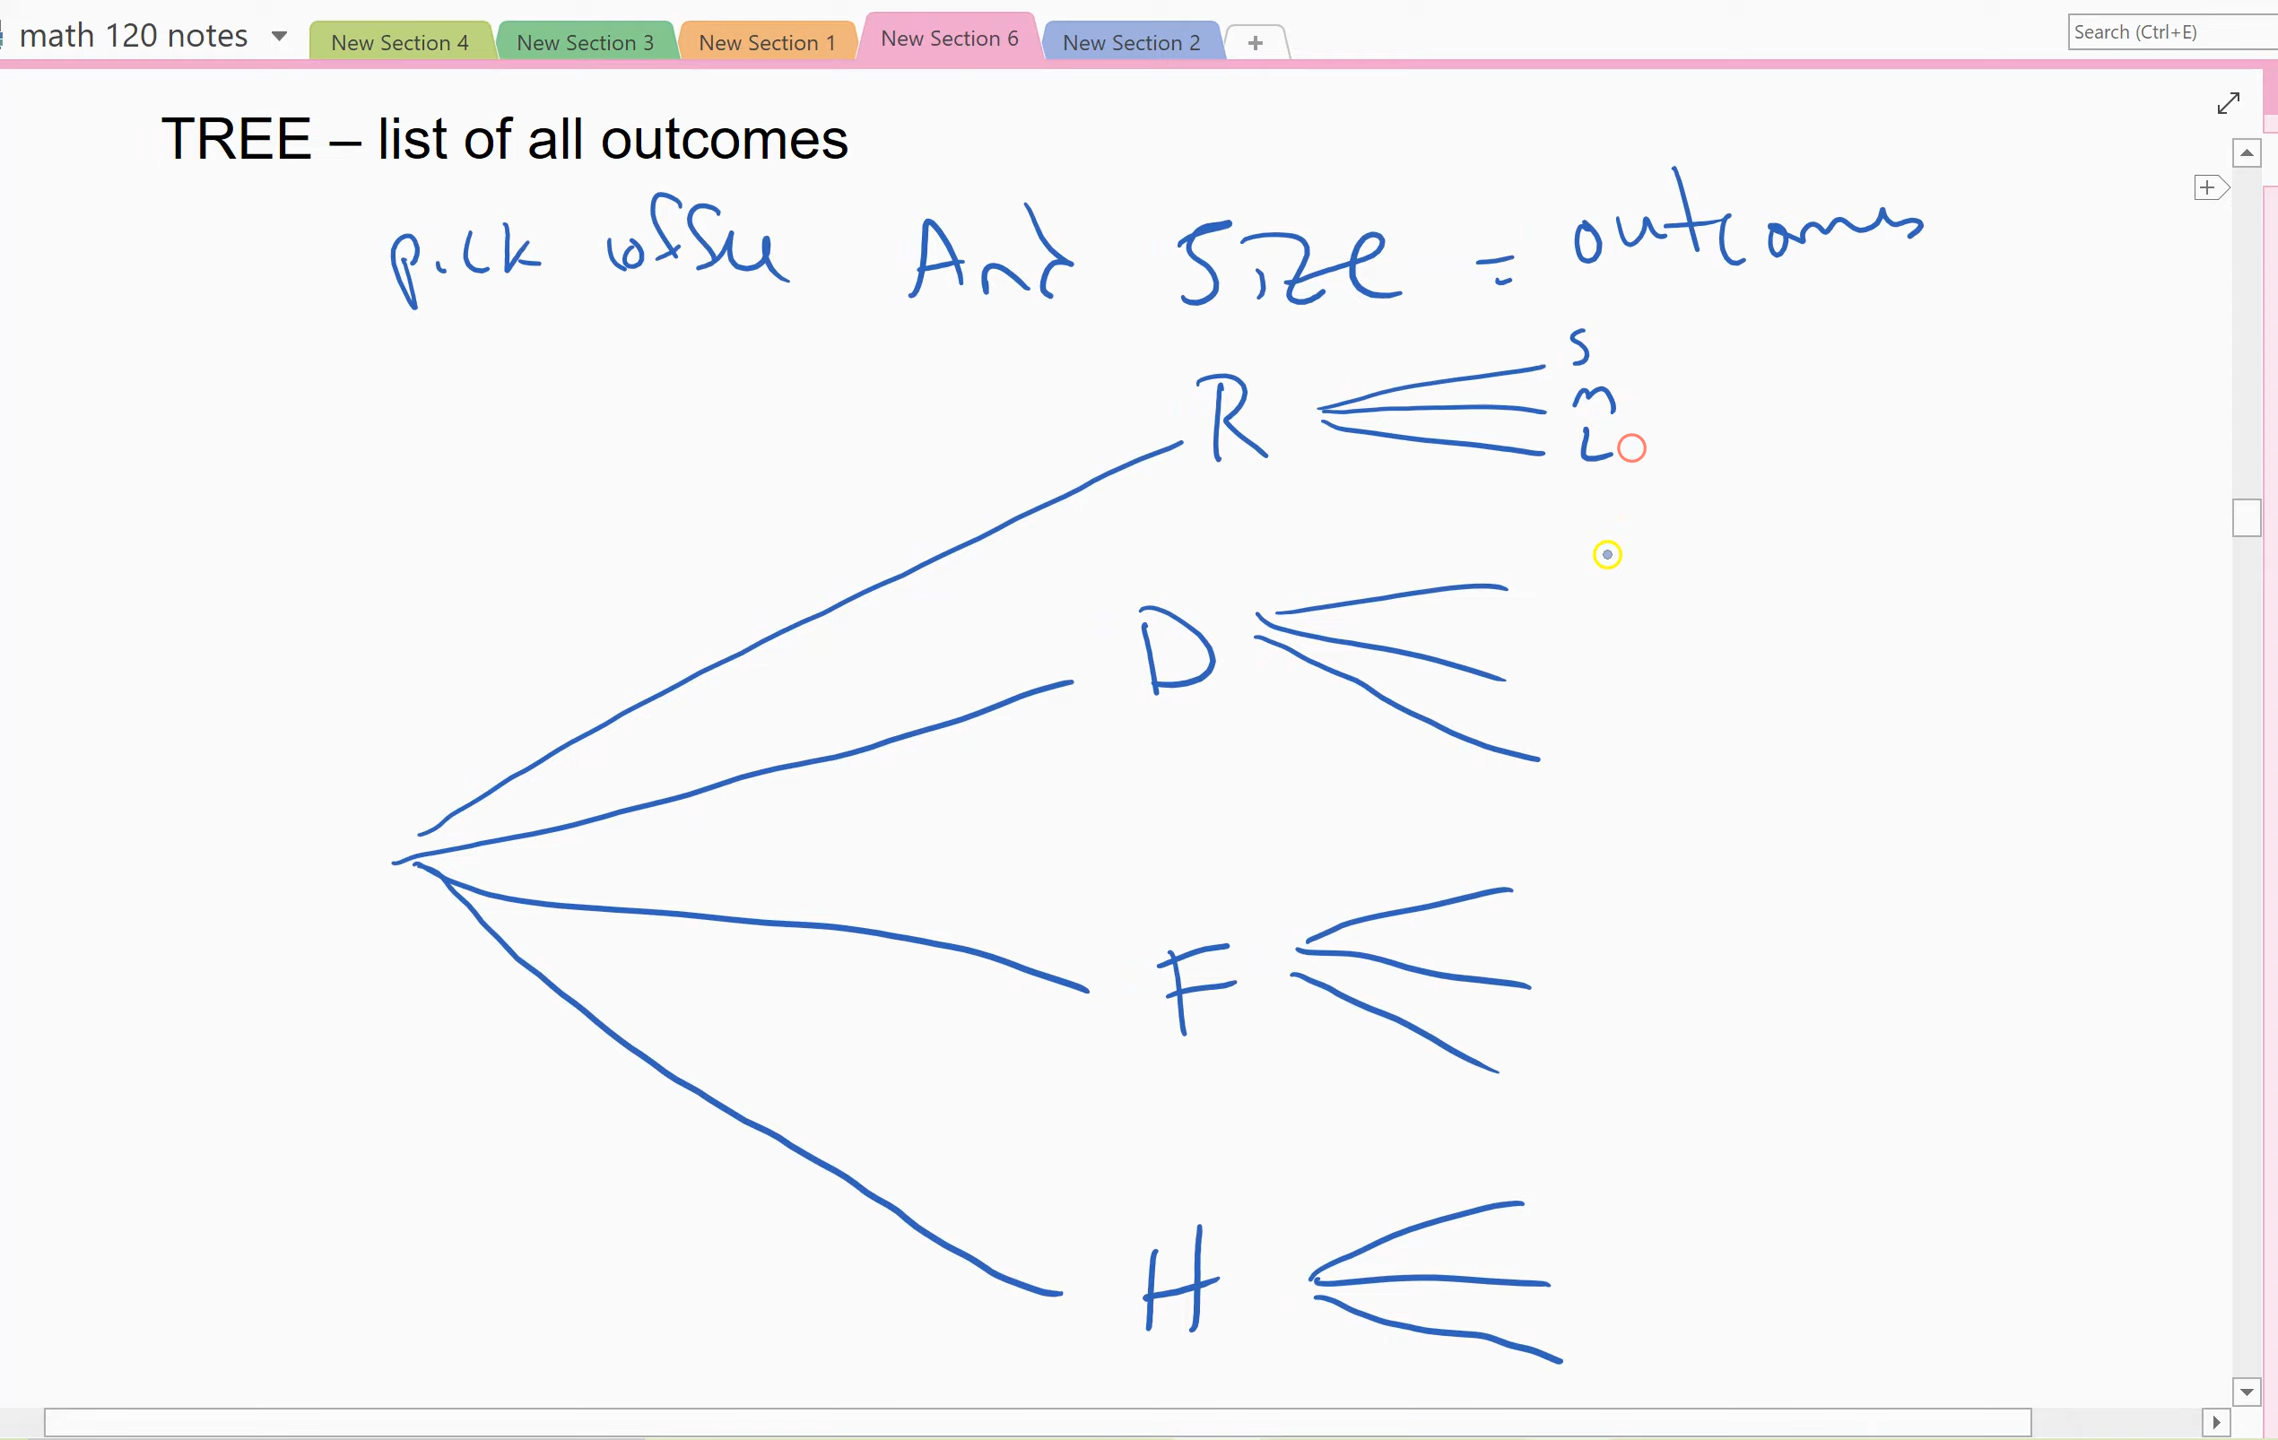 math 120 notes New Section 4 New Section 3 New Section 1 New Section 6 New Section 2 + Search (Ctrl+E)
TREE – list of all outcomes
pick coffee And Size = outcomes
S
R m
L
D
F
H